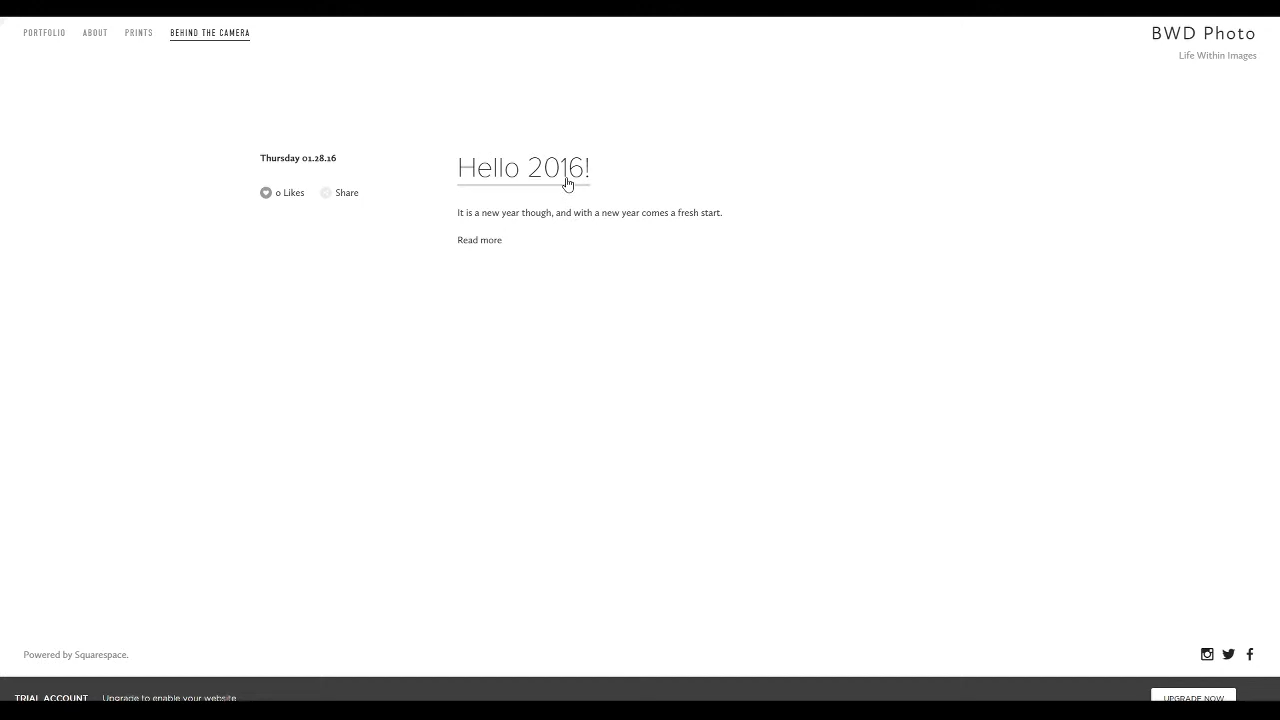 PORTFOLIO ABOUT PRINTS BEHIND THE CAMERA
BWD Photo
Life Within Images
Thursday 01.28.16
0 Likes Share
Hello 2016!
It is a new year though, and with a new year comes a fresh start.
Read more
Powered by Squarespace.
TRIAL ACCOUNT Upgrade to enable your website
UPGRADE NOW